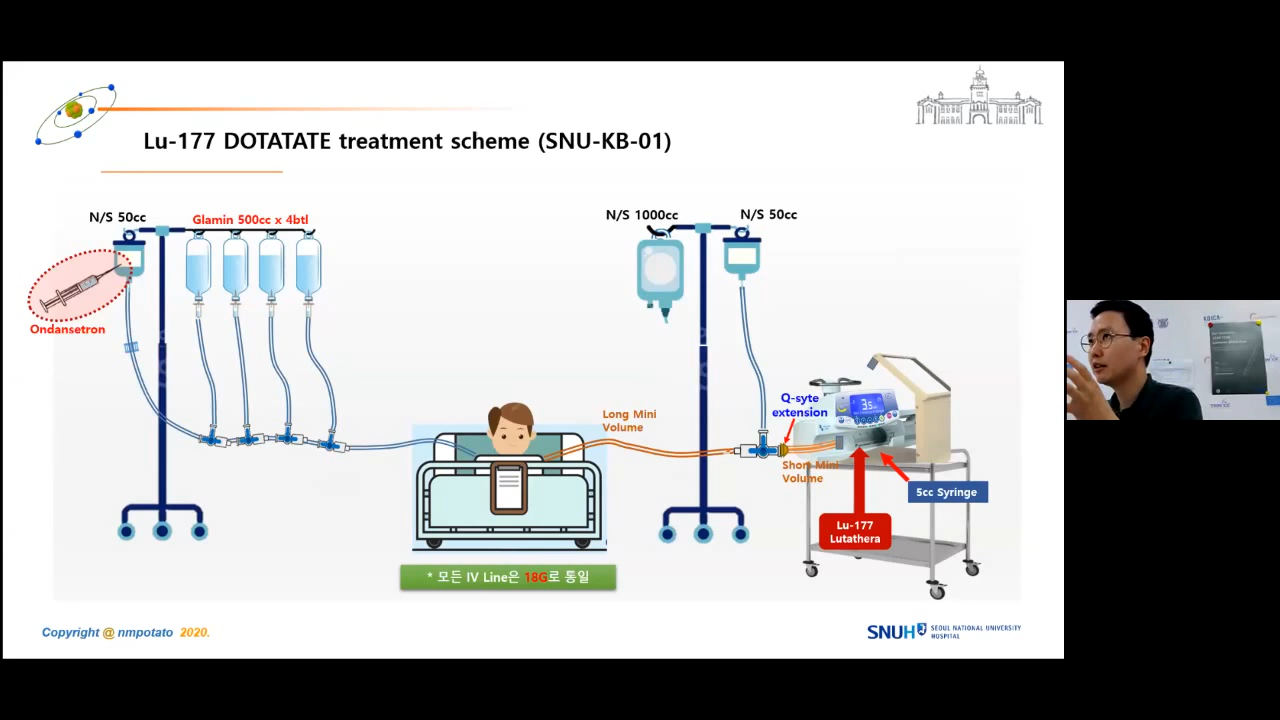 Lu-177 DOTATATE treatment scheme (SNU-KB-01)
N/S 50cc
Glamin 500cc x 4btl
N/S 1000cc
N/S 50cc
Ondansetron
Long Mini
Volume
Q-syte
extension
3.5
Short Mini
Volume
5cc Syringe
Lu-177
Lutathera
* 모든 IV Line은 18G로 통일
Copyright @ nmpotato 2020.
SNUH
SEOUL NATIONAL UNIVERSITY
HOSPITAL